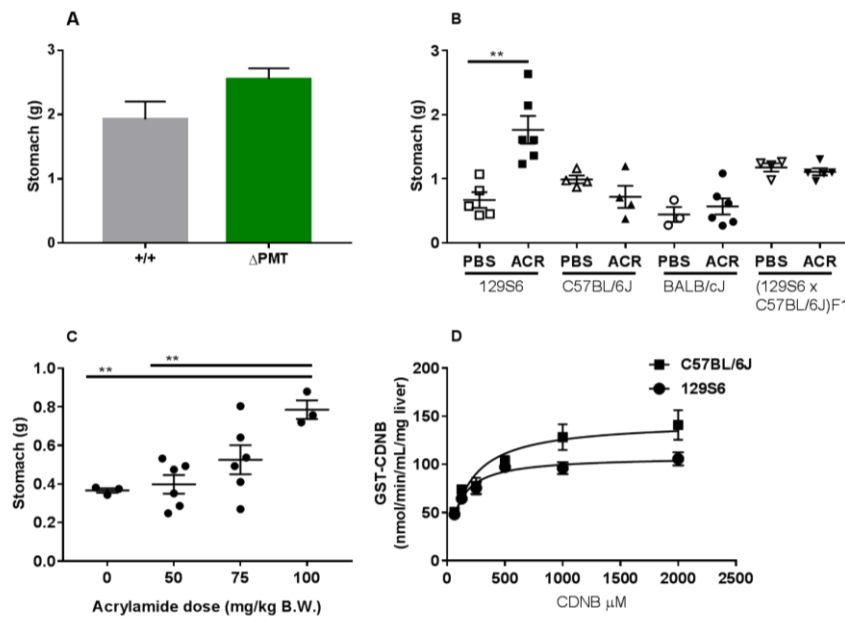 A
Stomach (g)
3
2
1
0
+/+
ΔPMT
B
Stomach (g)
3
2
1
0
**
PBS ACR PBS ACR PBS ACR PBS ACR
129S6 C57BL/6J BALB/cJ (129S6 x
C57BL/6J)F1
C
Stomach (g)
1.0
0.8
0.6
0.4
0.2
0.0
** **
0 50 75 100
Acrylamide dose (mg/kg B.W.)
D
GST-CDNB
(nmol/min/mL/mg liver)
200
150
100
50
0
C57BL/6J
129S6
0 500 1000 1500 2000 2500
CDNB μM